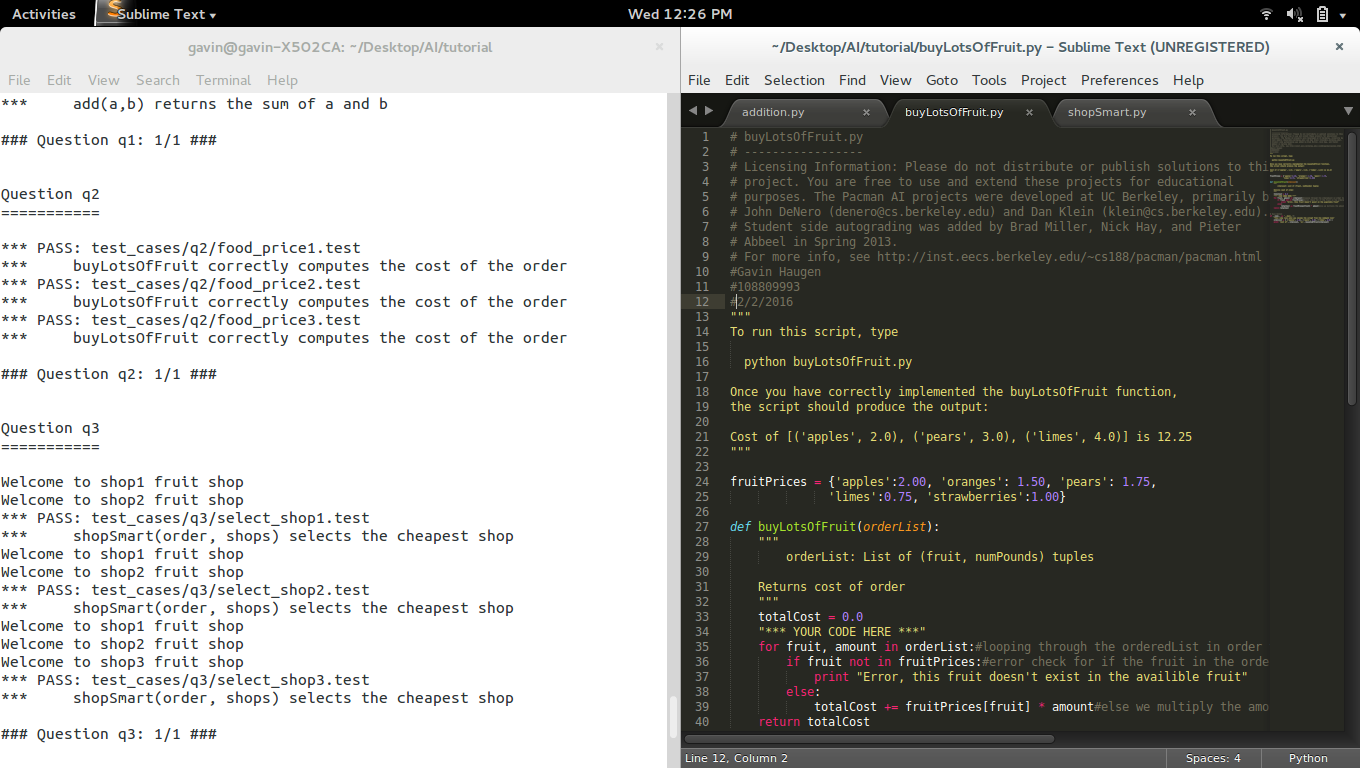 Activities Sublime Text Wed 12:26 PM
gavin@gavin-X502CA: ~/Desktop/AI/tutorial
File Edit View Search Terminal Help
*** add(a,b) returns the sum of a and b
### Question q1: 1/1 ###
Question q2
===========
*** PASS: test_cases/q2/food_price1.test
*** buyLotsOfFruit correctly computes the cost of the order
*** PASS: test_cases/q2/food_price2.test
*** buyLotsOfFruit correctly computes the cost of the order
*** PASS: test_cases/q2/food_price3.test
*** buyLotsOfFruit correctly computes the cost of the order
### Question q2: 1/1 ###
Question q3
===========
Welcome to shop1 fruit shop
Welcome to shop2 fruit shop
*** PASS: test_cases/q3/select_shop1.test
*** shopSmart(order, shops) selects the cheapest shop
Welcome to shop1 fruit shop
Welcome to shop2 fruit shop
*** PASS: test_cases/q3/select_shop2.test
*** shopSmart(order, shops) selects the cheapest shop
Welcome to shop1 fruit shop
Welcome to shop2 fruit shop
Welcome to shop3 fruit shop
*** PASS: test_cases/q3/select_shop3.test
*** shopSmart(order, shops) selects the cheapest shop
### Question q3: 1/1 ###
~/Desktop/AI/tutorial/buyLotsOfFruit.py – Sublime Text (UNREGISTERED)
File Edit Selection Find View Goto Tools Project Preferences Help
addition.py buyLotsOfFruit.py shopSmart.py
1 # buyLotsOfFruit.py
2 # -----------------
3 # Licensing Information: Please do not distribute or publish solutions to thi
4 # project. You are free to use and extend these projects for educational
5 # purposes. The Pacman AI projects were developed at UC Berkeley, primarily b
6 # John DeNero (denero@cs.berkeley.edu) and Dan Klein (klein@cs.berkeley.edu).
7 # Student side autograding was added by Brad Miller, Nick Hay, and Pieter
8 # Abbeel in Spring 2013.
9 # For more info, see http://inst.eecs.berkeley.edu/~cs188/pacman/pacman.html
10 #Gavin Haugen
11 #108809993
12 #2/2/2016
13 """
14 To run this script, type
15
16 python buyLotsOfFruit.py
17
18 Once you have correctly implemented the buyLotsOfFruit function,
19 the script should produce the output:
20
21 Cost of [('apples', 2.0), ('pears', 3.0), ('limes', 4.0)] is 12.25
22 """
23
24 fruitPrices = {'apples':2.00, 'oranges': 1.50, 'pears': 1.75,
25 'limes':0.75, 'strawberries':1.00}
26
27 def buyLotsOfFruit(orderList):
28 """
29 orderList: List of (fruit, numPounds) tuples
30
31 Returns cost of order
32 """
33 totalCost = 0.0
34 "*** YOUR CODE HERE ***"
35 for fruit, amount in orderList:#looping through the orderedList in order
36 if fruit not in fruitPrices:#error check for if the fruit in the orde
37 print "Error, this fruit doesn't exist in the availible fruit"
38 else:
39 totalCost += fruitPrices[fruit] * amount#else we multiply the amo
40 return totalCost
Line 12, Column 2 Spaces: 4 Python